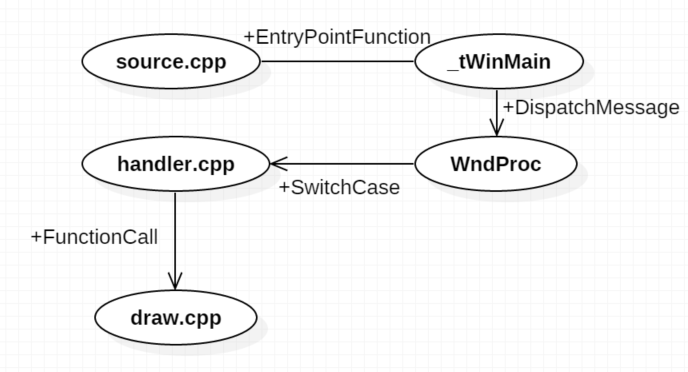 +EntryPointFunction
source.cpp
_tWinMain
+DispatchMessage
handler.cpp
WndProc
+SwitchCase
+FunctionCall
draw.cpp